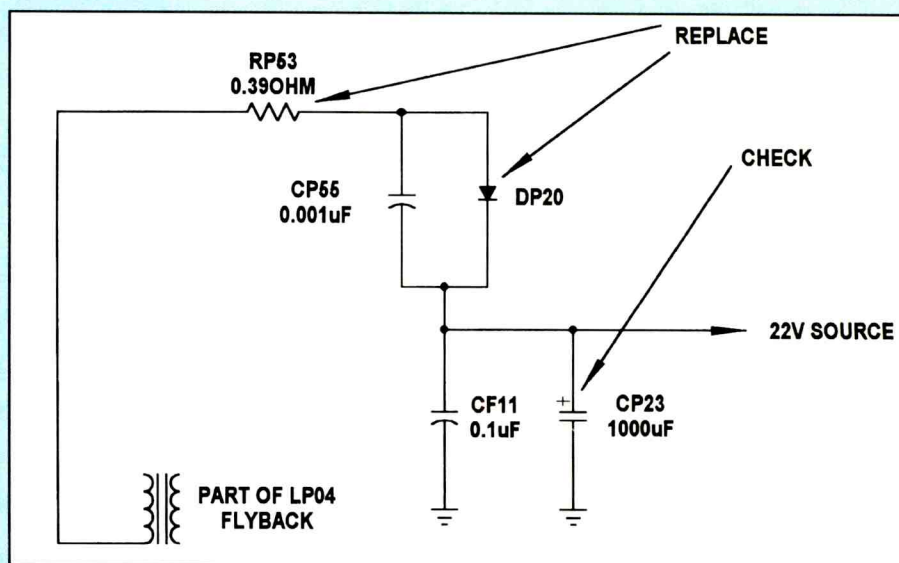 REPLACE
RP53
0.39OHM
CHECK
CP55
0.001uF
DP20
22V SOURCE
CF11
0.1uF
+
CP23
1000uF
PART OF LP04
FLYBACK